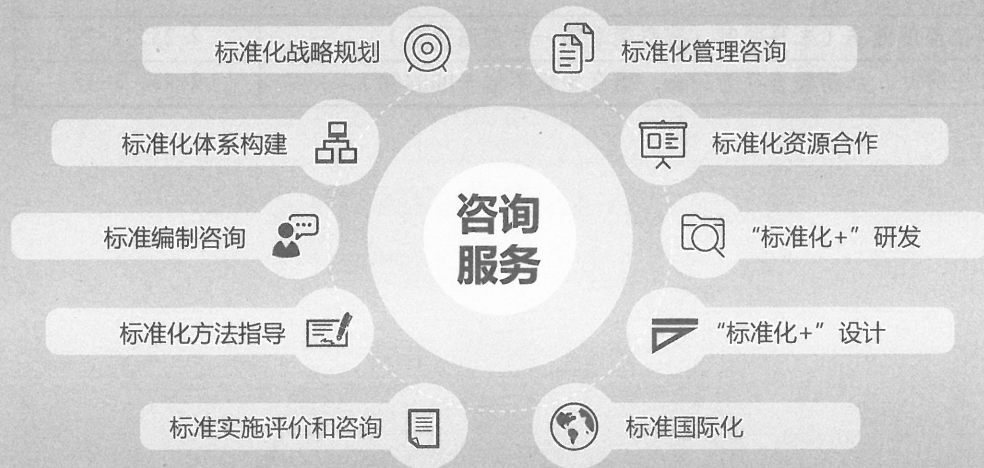 标准化战略规划
标准化管理咨询
标准化体系构建
标准化资源合作
标准编制咨询
咨询
服务
“标准化+”研发
标准化方法指导
“标准化+”设计
标准实施评价和咨询
标准国际化